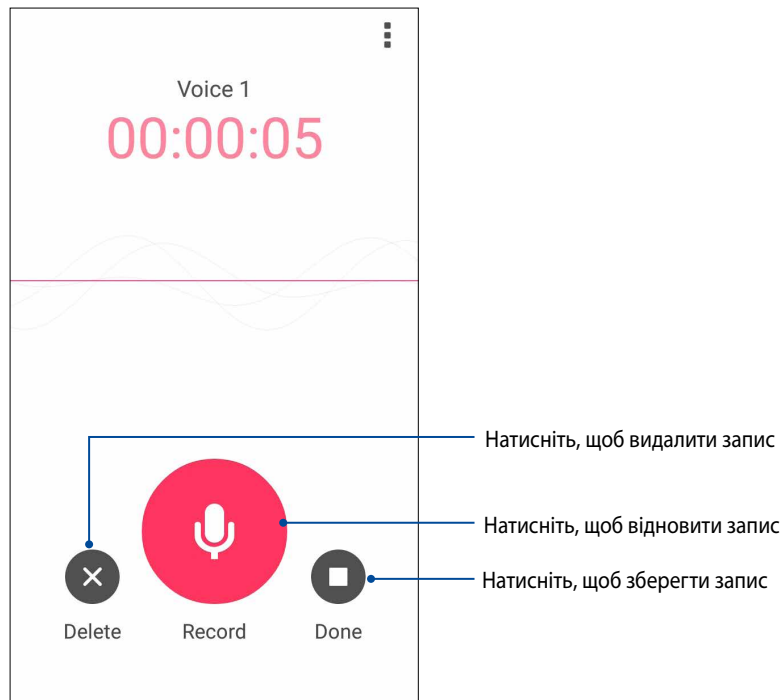 Voice 1
00:00:05
Натисніть, щоб видалити запис
Натисніть, щоб відновити запис
Натисніть, щоб зберегти запис
Delete Record Done